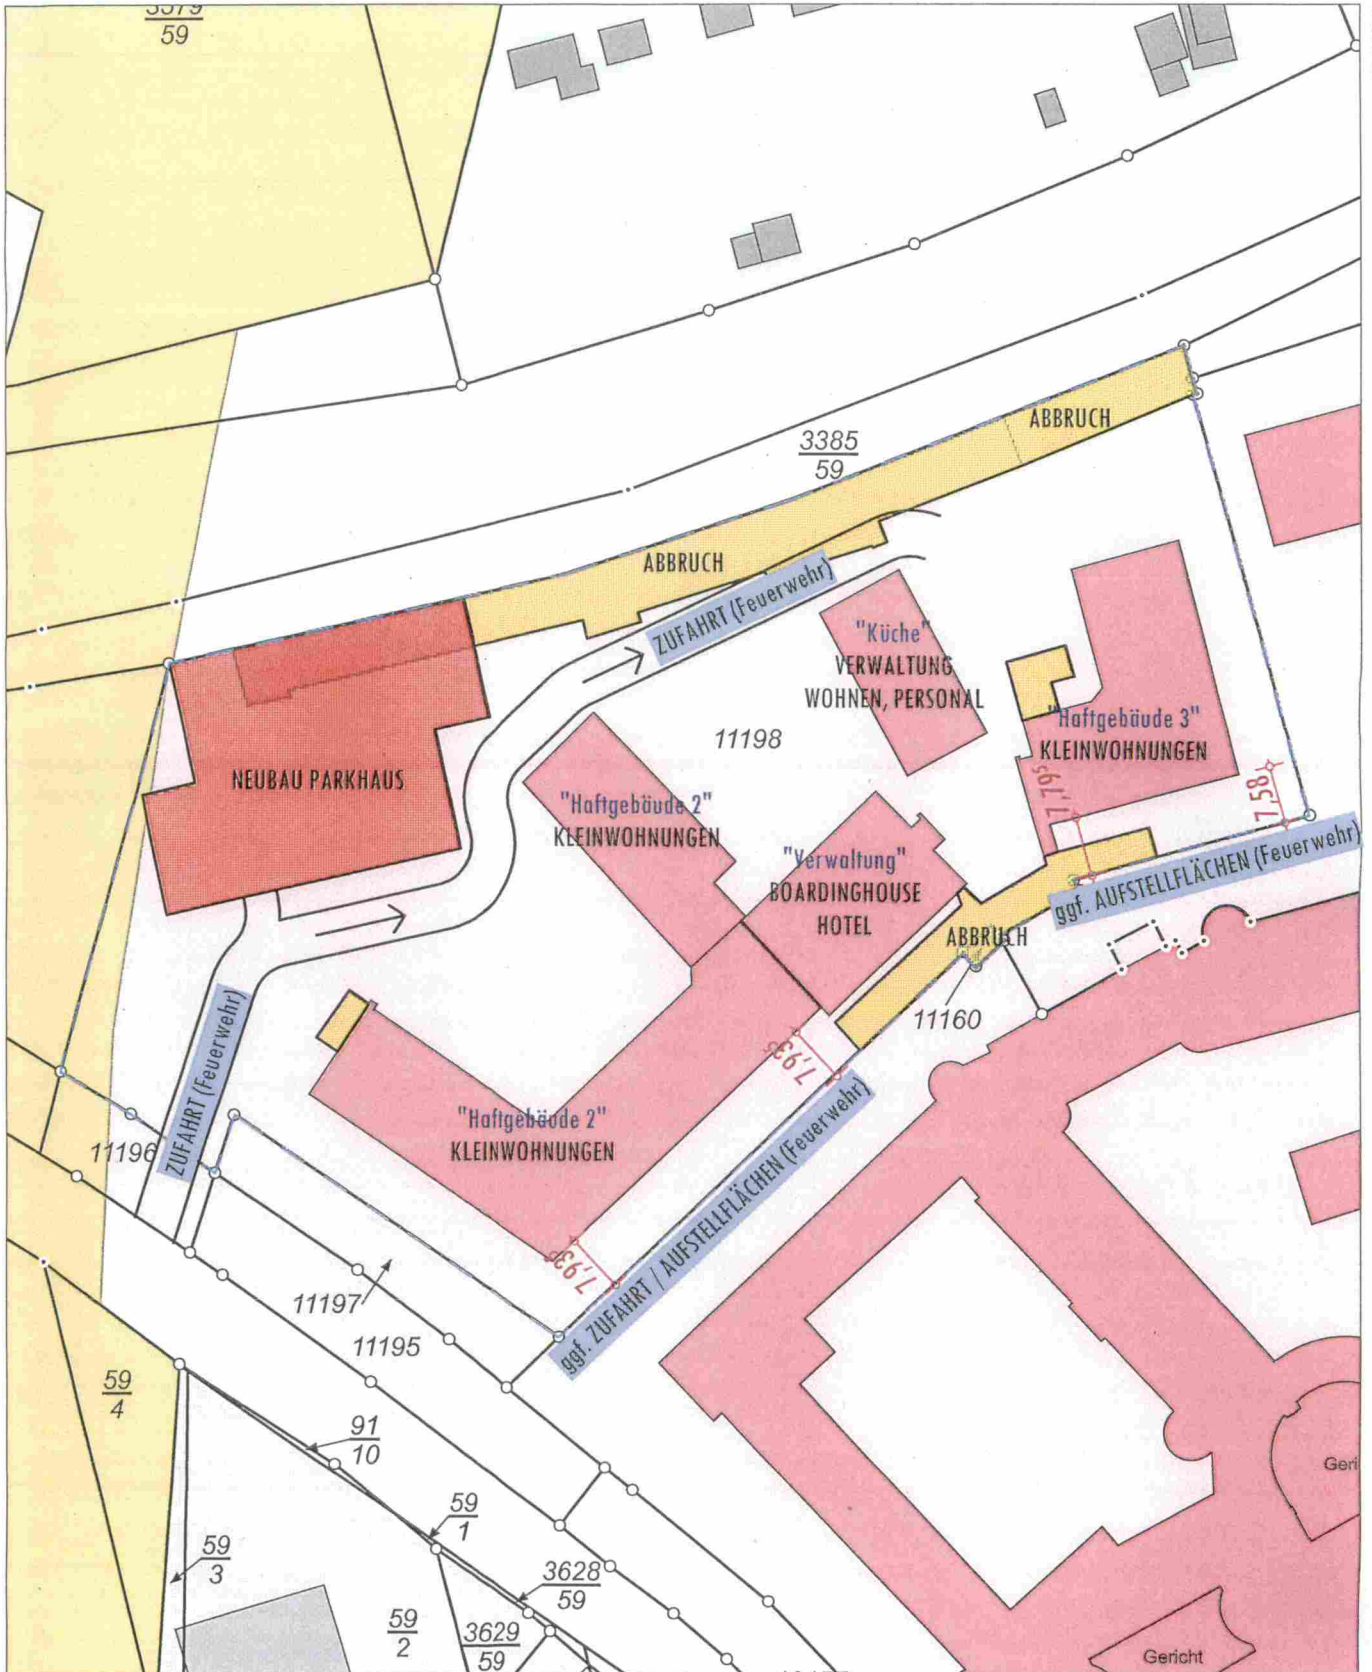 3379
59
3385
59
ABBRUCH
ABBRUCH
ZUFAHRT (Feuerwehr)
"Küche"
VERWALTUNG
WOHNEN, PERSONAL
"Haftgebäude 3"
KLEINWOHNUNGEN
11198
NEUBAU PARKHAUS
7,795
7,58
"Haftgebäude 2"
KLEINWOHNUNGEN
"Verwaltung"
BOARDINGHOUSE
HOTEL
ggf. AUFSTELLFLÄCHEN (Feuerwehr)
ABBRUCH
11160
ZUFAHRT (Feuerwehr)
7,935
"Haftgebäude 2"
KLEINWOHNUNGEN
11196
ggf. ZUFAHRT / AUFSTELLFLÄCHEN (Feuerwehr)
7,935
11197
11195
59
4
91
10
59
1
59
3
3628
59
59
2
3629
59
Geri
Gericht